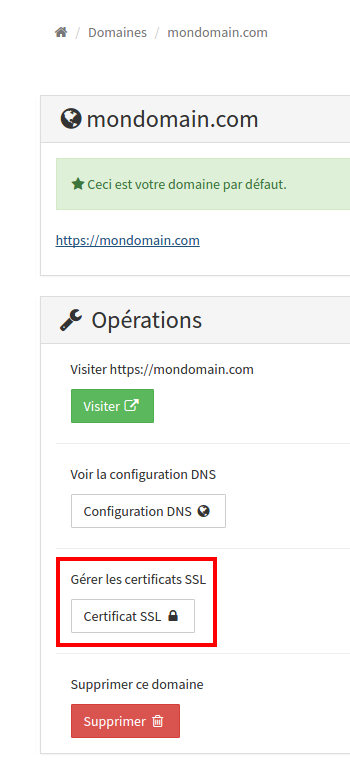 / Domaines / mondomain.com
mondomain.com
Ceci est votre domaine par défaut.
https://mondomain.com
Opérations
Visiter https://mondomain.com
Visiter
Voir la configuration DNS
Configuration DNS
Gérer les certificats SSL
Certificat SSL
Supprimer ce domaine
Supprimer